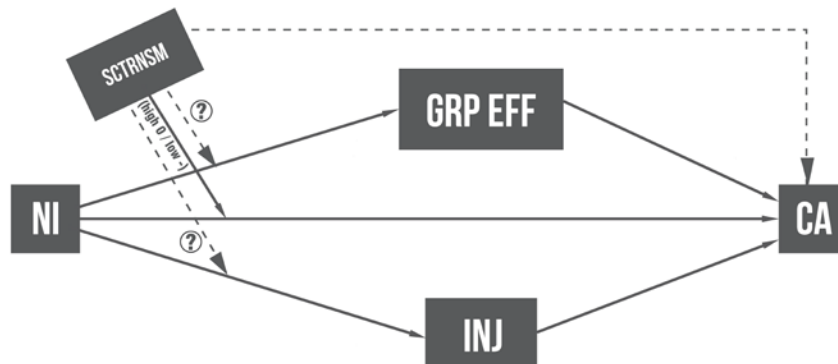 SCTRNSM
(high 0 / low -)
?
GRP EFF
NI
CA
?
INJ